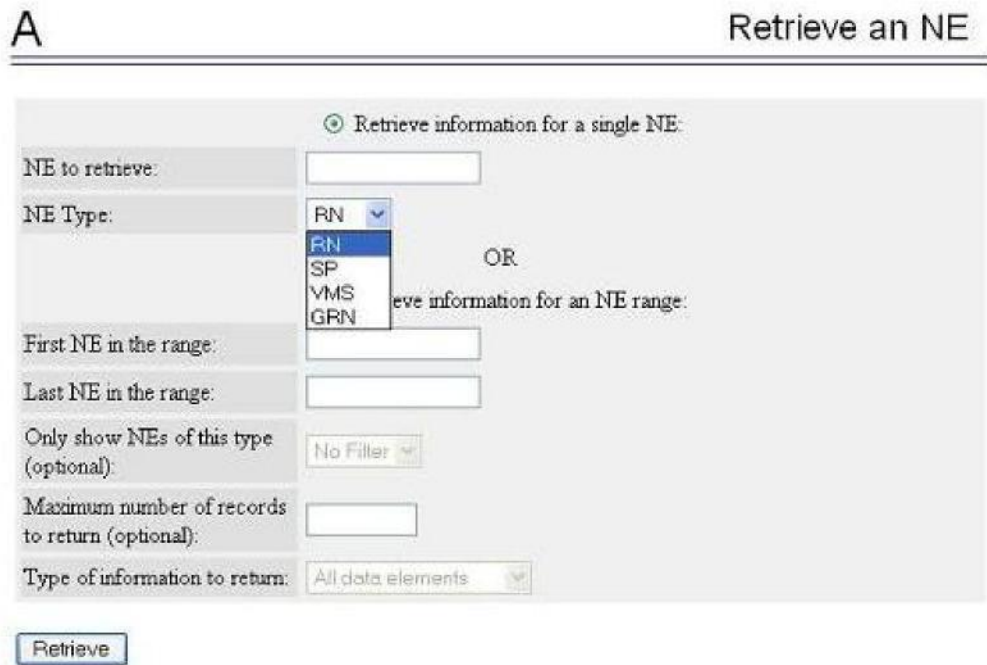 A
Retrieve an NE
Retrieve information for a single NE:
NE to retrieve:
NE Type:
RN
RN
SP
VMS
GRN
OR
eve information for an NE range:
First NE in the range:
Last NE in the range:
Only show NEs of this type
(optional):
No Filter
Maximum number of records
to return (optional):
Type of information to return:
All data elements
Retrieve